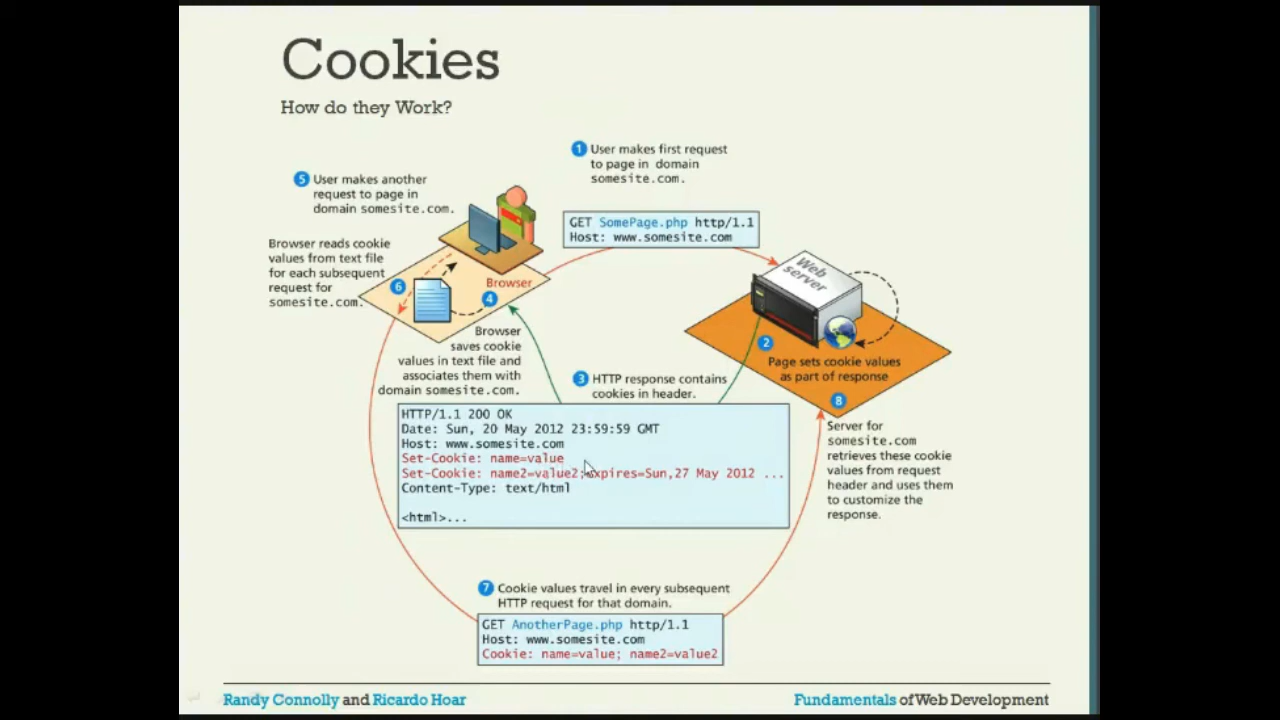 Cookies
How do they Work?
1 User makes first request
to page in domain
somesite.com.
GET SomePage.php http/1.1
Host: www.somesite.com
Web
server
2
Page sets cookie values
as part of response
3 HTTP response contains
cookies in header.
HTTP/1.1 200 OK
Date: Sun, 20 May 2012 23:59:59 GMT
Host: www.somesite.com
Set-Cookie: name=value
Set-Cookie: name2=value2;expires=Sun,27 May 2012 ...
Content-Type: text/html
<html>...
Browser
4
Browser
saves cookie
values in text file and
associates them with
domain somesite.com.
5 User makes another
request to page in
domain somesite.com.
6
Browser reads cookie
values from text file
for each subsequent
request for
somesite.com.
7 Cookie values travel in every subsequent
HTTP request for that domain.
GET AnotherPage.php http/1.1
Host: www.somesite.com
Cookie: name=value; name2=value2
8
Server for
somesite.com
retrieves these cookie
values from request
header and uses them
to customize the
response.
Randy Connolly and Ricardo Hoar
Fundamentals of Web Development